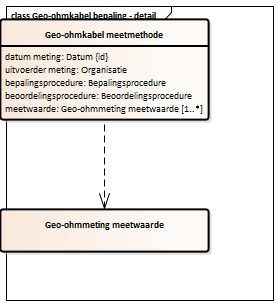 class Geo-ohmkabel bepaling - detail
Geo-ohmkabel meetmethode
datum meting: Datum {id}
uitvoerder meting: Organisatie
bepalingsprocedure: Bepalingsprocedure
beoordelingsprocedure: Beoordelingsprocedure
meetwaarde: Geo-ohmmeting meetwaarde [1..*]
Geo-ohmmeting meetwaarde